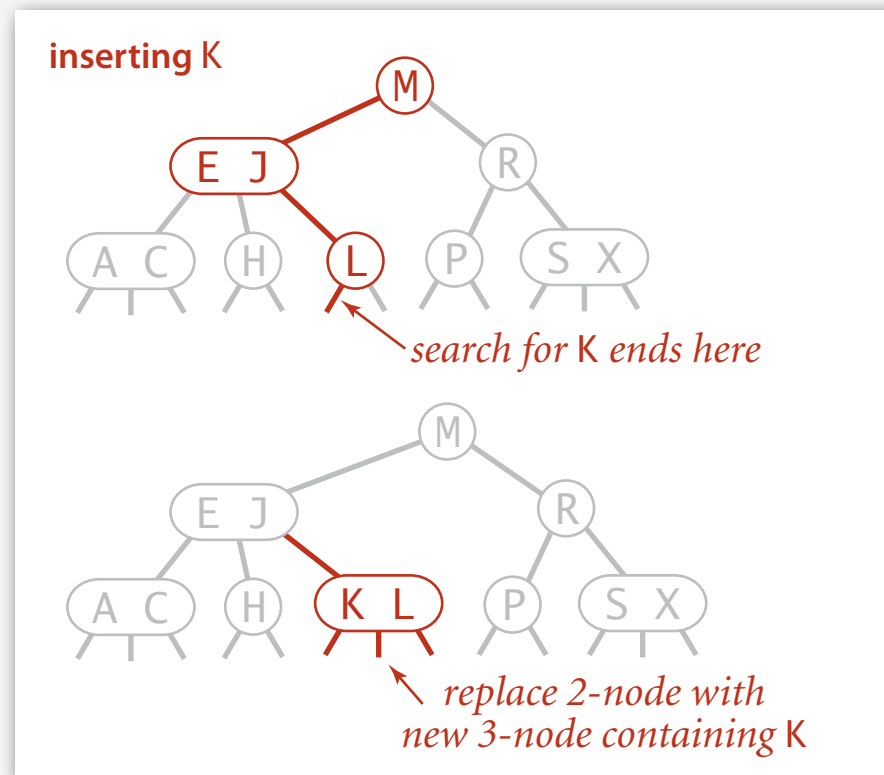 inserting K
M
E J
R
A C
H
L
P
S X
search for K ends here
M
E J
R
A C
H
K L
P
S X
replace 2-node with
new 3-node containing K